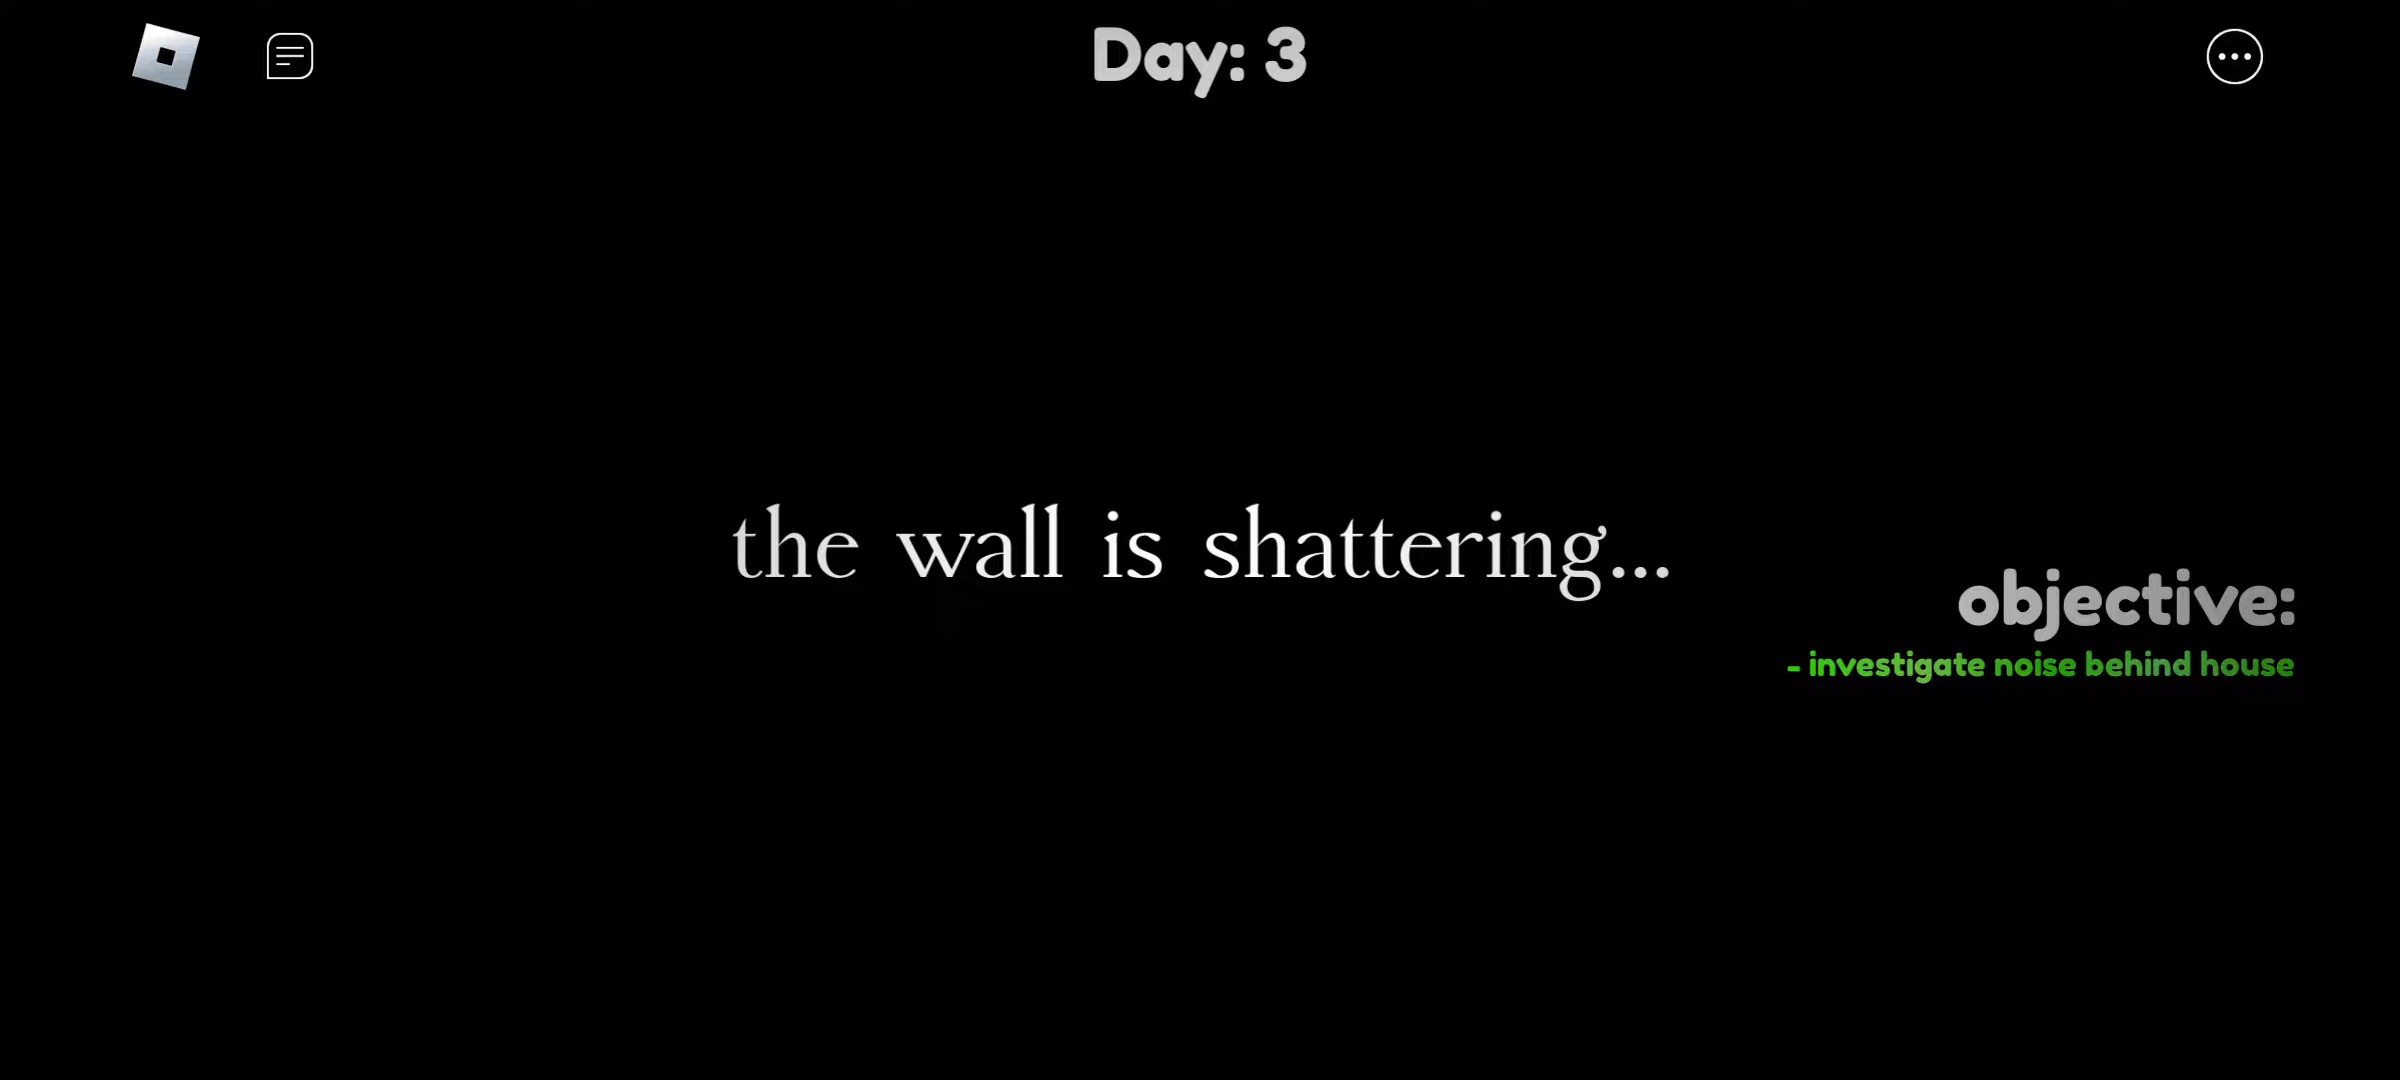 Day: 3
the wall is shattering...
objective:
- investigate noise behind house